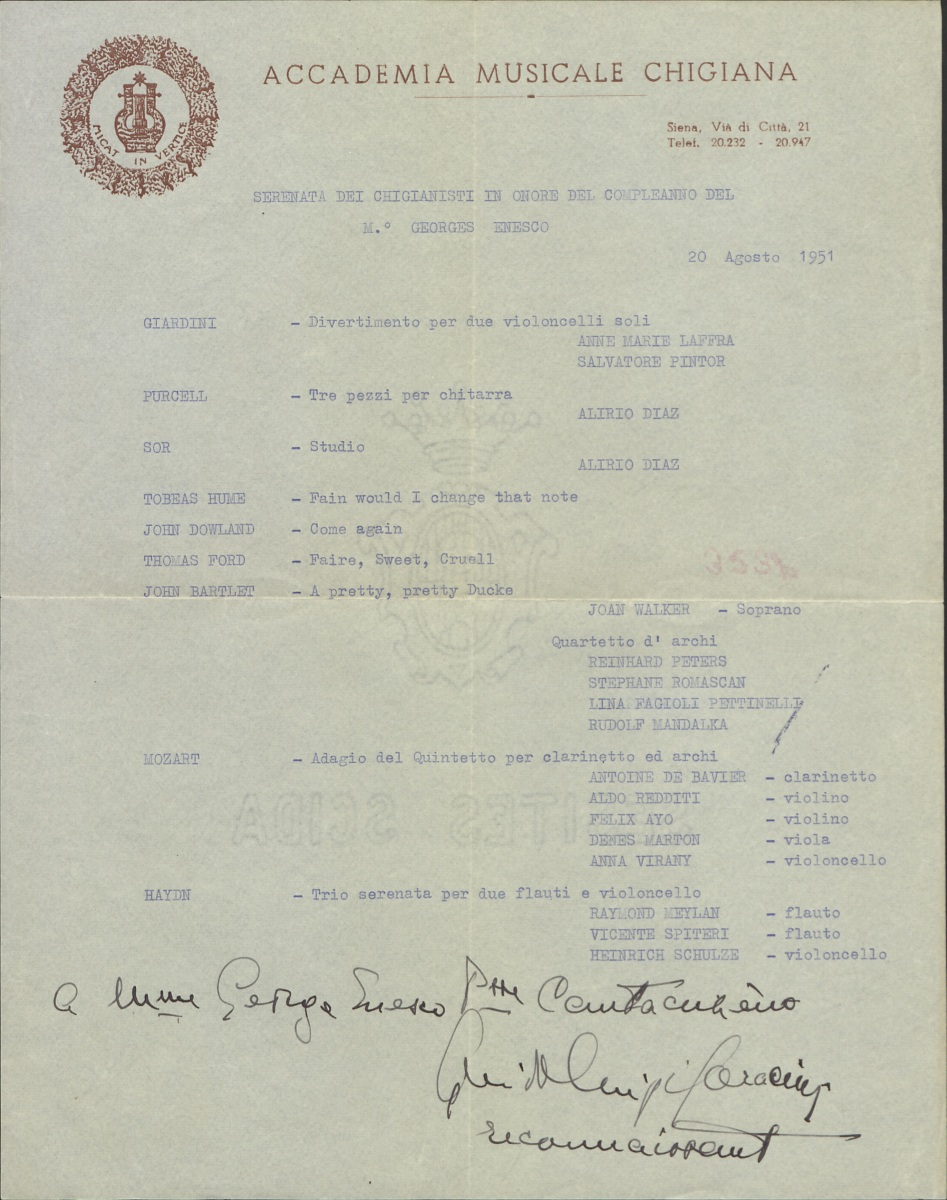 ACCADEMIA MUSICALE CHIGIANA
MICAT IN VERTICE
Siena, Via di Città, 21
Telef. 20.232 - 20.947
SERENATA DEI CHIGIANISTI IN ONORE DEL COMPLEANNO DEL
M.° GEORGES ENESCO
20 Agosto 1951
GIARDINI - Divertimento per due violoncelli soli
ANNE MARIE LAFFRA
SALVATORE PINTOR
PURCELL - Tre pezzi per chitarra
ALIRIO DIAZ
SOR - Studio
ALIRIO DIAZ
TOBEAS HUME - Fain would I change that note
JOHN DOWLAND - Come again
THOMAS FORD - Faire, Sweet, Cruell
JOHN BARTLET - A pretty, pretty Ducke
JOAN WALKER - Soprano
Quartetto d' archi
REINHARD PETERS
STEPHANE ROMASCAN
LINA FAGIOLI PETTINELLI
RUDOLF MANDALKA
MOZART - Adagio del Quintetto per clarinetto ed archi
ANTOINE DE BAVIER - clarinetto
ALDO REDDITI - violino
FELIX AYO - violino
DENES MARTON - viola
ANNA VIRANY - violoncello
HAYDN - Trio serenata per due flauti e violoncello
RAYMOND MEYLAN - flauto
VICENTE SPITERI - flauto
HEINRICH SCHULZE - violoncello
a Mme George Enesco Psse Cantacuzène
reconnaissant